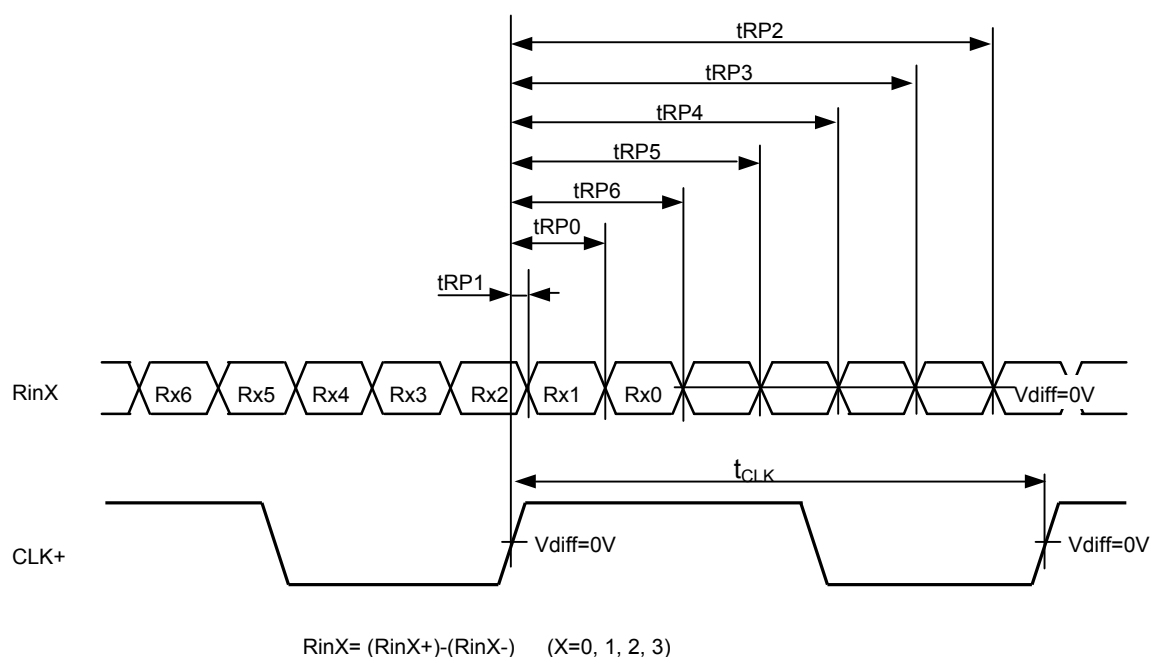 tRP2
tRP3
tRP4
tRP5
tRP6
tRP0
tRP1
RinX Rx6 Rx5 Rx4 Rx3 Rx2 Rx1 Rx0 Vdiff=0V
tCLK
CLK+ Vdiff=0V Vdiff=0V
RinX= (RinX+)-(RinX-) (X=0, 1, 2, 3)